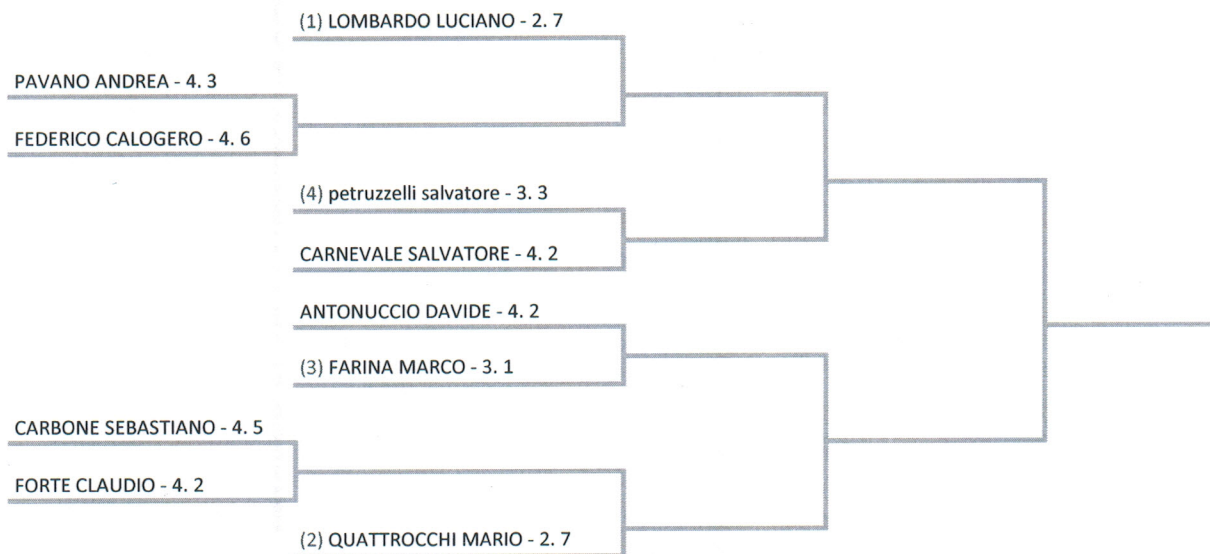 (1) LOMBARDO LUCIANO - 2. 7
PAVANO ANDREA - 4. 3
FEDERICO CALOGERO - 4. 6
(4) petruzzelli salvatore - 3. 3
CARNEVALE SALVATORE - 4. 2
ANTONUCCIO DAVIDE - 4. 2
(3) FARINA MARCO - 3. 1
CARBONE SEBASTIANO - 4. 5
FORTE CLAUDIO - 4. 2
(2) QUATTROCCHI MARIO - 2. 7